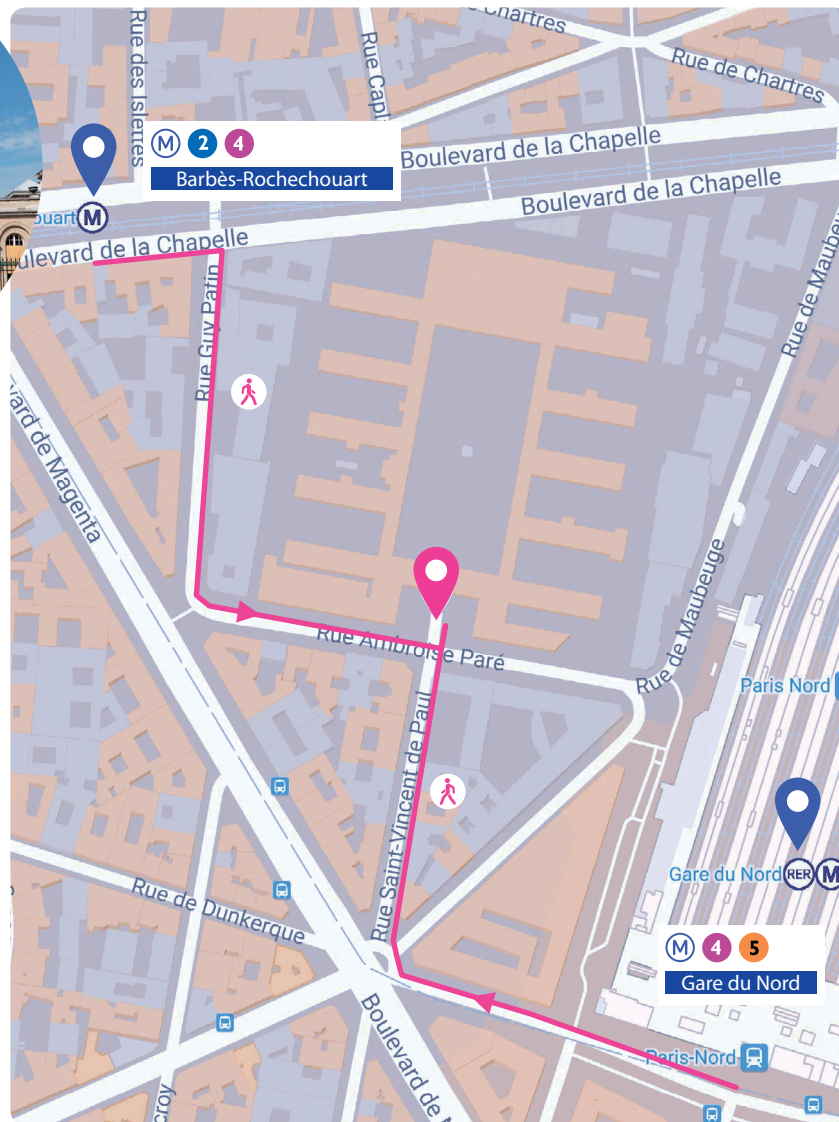 Chartres
Rue de Chartres
Rue des Islettes
Rue Capl
M 2 4
Barbès-Rochechouart
Boulevard de la Chapelle
Boulevard de la Chapelle
ouart M
ulevard de la Chapelle
Rue Guy Patin
Rue de Maubeuge
vard de Magenta
Rue Ambroise Paré
Rue de Maubeuge
Paris Nord
Rue Saint-Vincent de Paul
Gare du Nord RER M
Rue de Dunkerque
M 4 5
Gare du Nord
Boulevard de
Paris-Nord
croy